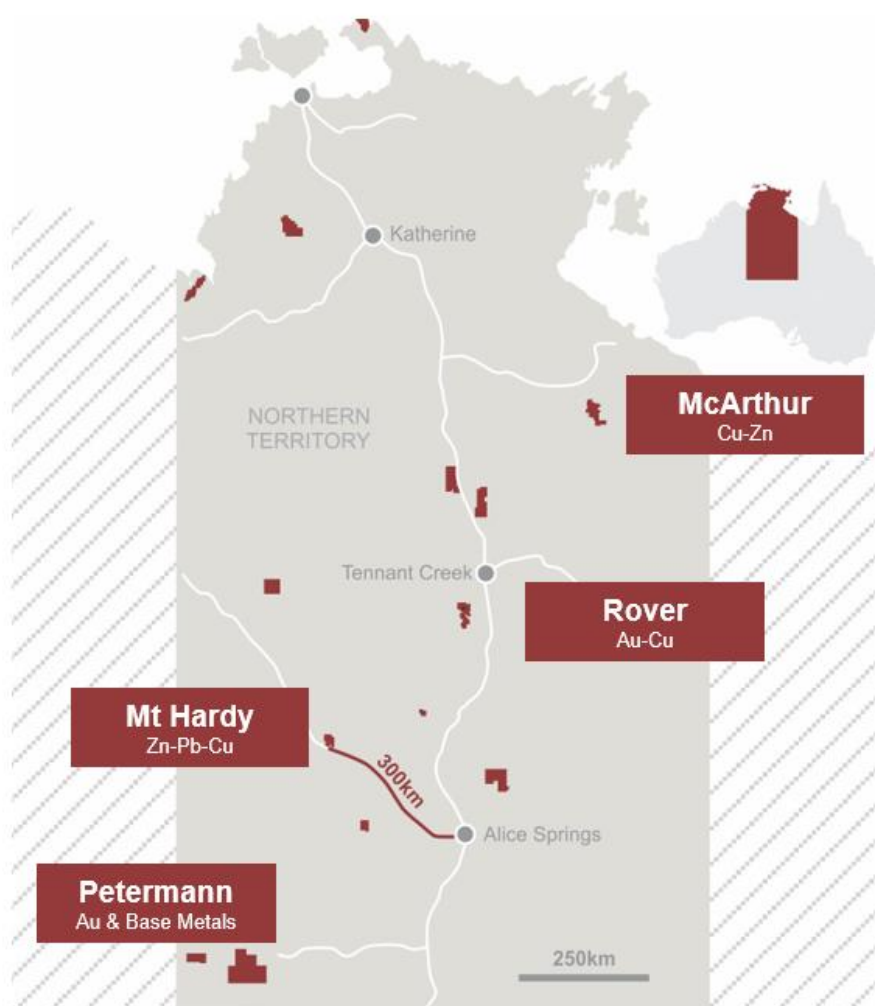 Katherine
McArthur
Cu-Zn
NORTHERN
TERRITORY
Tennant Creek
Rover
Au-Cu
Mt Hardy
Zn-Pb-Cu
300km
Alice Springs
Petermann
Au & Base Metals
250km